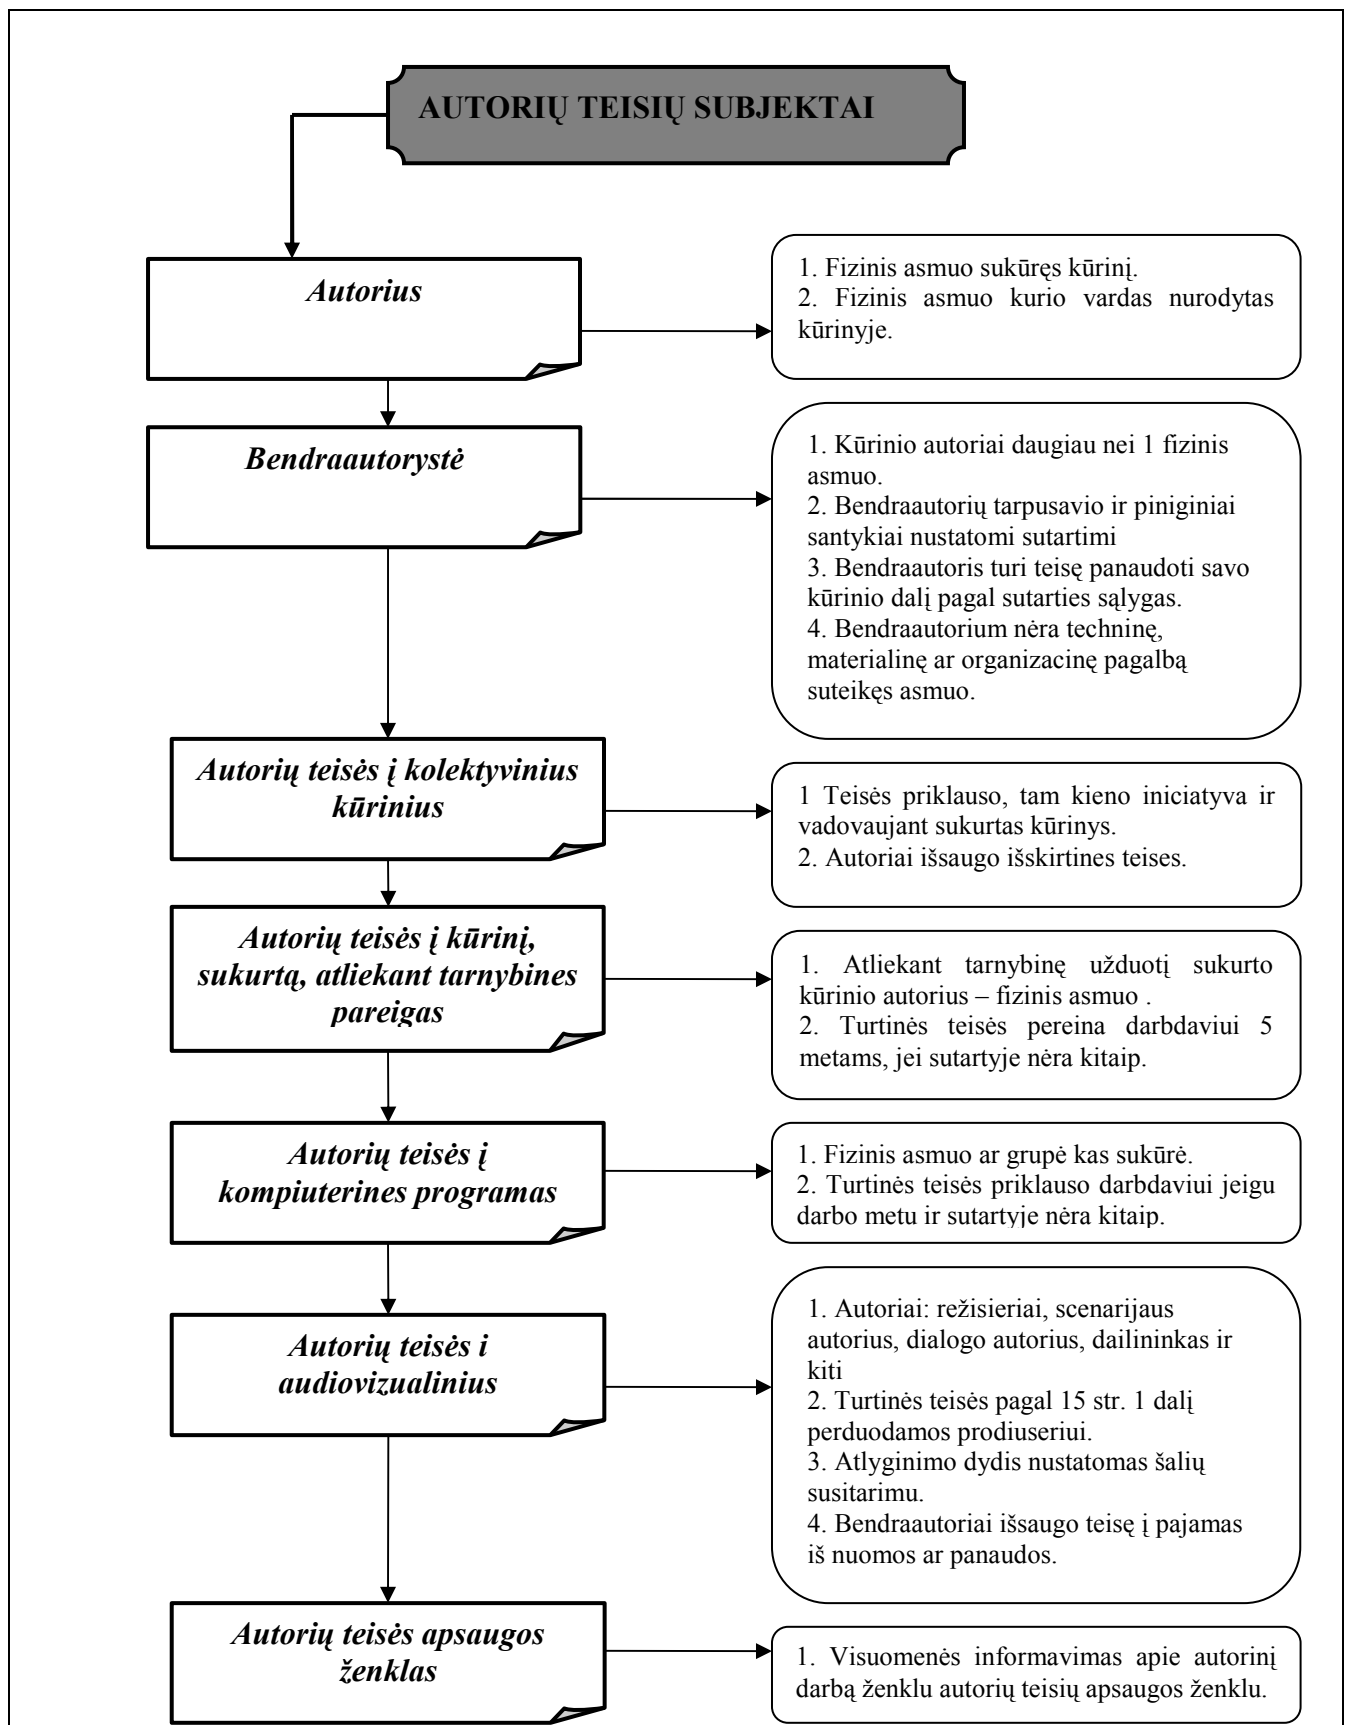 AUTORIŲ TEISIŲ SUBJEKTAI
Autorius
1. Fizinis asmuo sukūręs kūrinį.
2. Fizinis asmuo kurio vardas nurodytas
kūrinyje.
Bendraautorystė
1. Kūrinio autoriai daugiau nei 1 fizinis
asmuo.
2. Bendraautorių tarpusavio ir piniginiai
santykiai nustatomi sutartimi
3. Bendraautoris turi teisę panaudoti savo
kūrinio dalį pagal sutarties sąlygas.
4. Bendraautorium nėra techninę,
materialinę ar organizacinę pagalbą
suteikęs asmuo.
Autorių teisės į kolektyvinius
kūrinius
1 Teisės priklauso, tam kieno iniciatyva ir
vadovaujant sukurtas kūrinys.
2. Autoriai išsaugo išskirtines teises.
Autorių teisės į kūrinį,
sukurtą, atliekant tarnybines
pareigas
1. Atliekant tarnybinę užduotį sukurto
kūrinio autorius – fizinis asmuo .
2. Turtinės teisės pereina darbdaviui 5
metams, jei sutartyje nėra kitaip.
Autorių teisės į
kompiuterines programas
1. Fizinis asmuo ar grupė kas sukūrė.
2. Turtinės teisės priklauso darbdaviui jeigu
darbo metu ir sutartyje nėra kitaip.
Autorių teisės i
audiovizualinius
1. Autoriai: režisieriai, scenarijaus
autorius, dialogo autorius, dailininkas ir
kiti
2. Turtinės teisės pagal 15 str. 1 dalį
perduodamos prodiuseriui.
3. Atlyginimo dydis nustatomas šalių
susitarimu.
4. Bendraautoriai išsaugo teisę į pajamas
iš nuomos ar panaudos.
Autorių teisės apsaugos
ženklas
1. Visuomenės informavimas apie autorinį
darbą ženklu autorių teisių apsaugos ženklu.